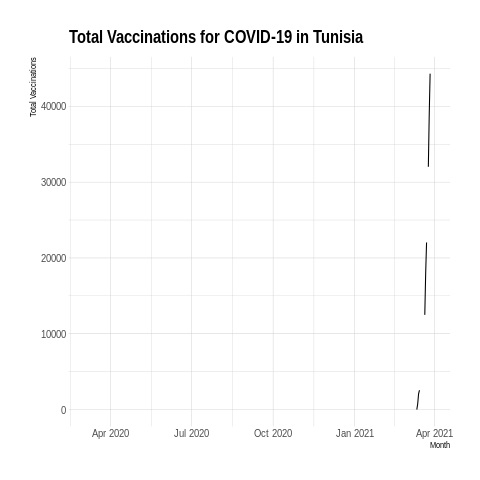 Total Vaccinations for COVID-19 in Tunisia
Total Vaccinations
40000
30000
20000
10000
0
Apr 2020 Jul 2020 Oct 2020 Jan 2021 Apr 2021
Month